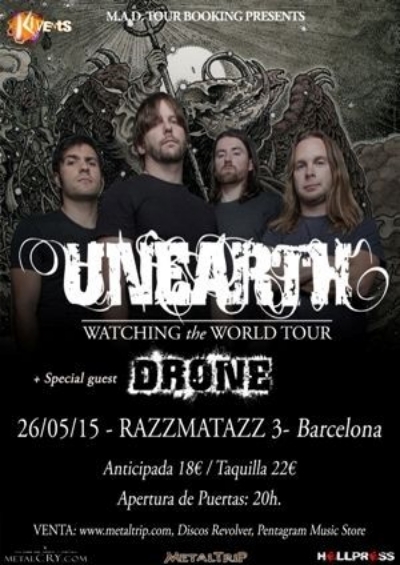 M.A.D. TOUR BOOKING PRESENTS
KIVENTS
UNEARTH
WATCHING the WORLD TOUR
+ Special guest DRONE
26/05/15 - RAZZMATAZZ 3- Barcelona
Anticipada 18€ / Taquilla 22€
Apertura de Puertas: 20h.
VENTA: www.metaltrip.com, Discos Revolver, Pentagram Music Store
METALCRY.COM
METALTRIP
HELLPRESS